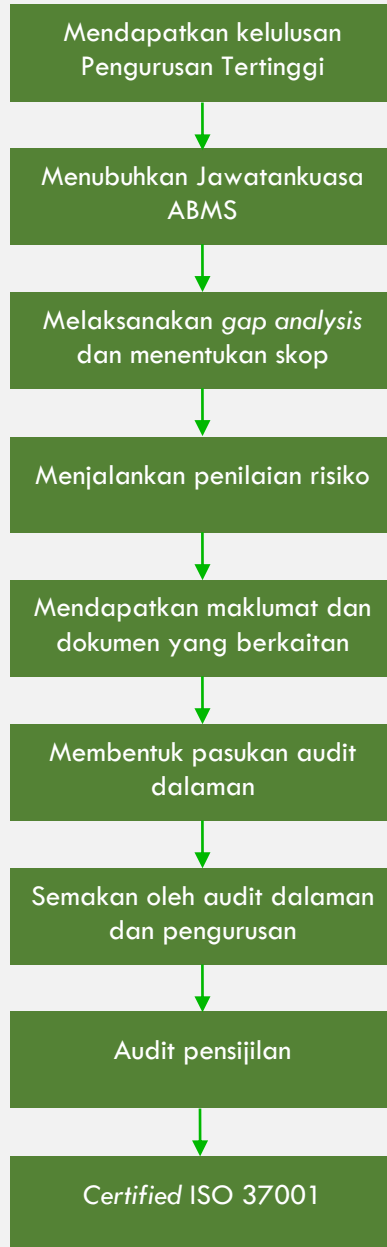 Mendapatkan kelulusan
Pengurusan Tertinggi
Menubuhkan Jawatankuasa
ABMS
Melaksanakan gap analysis
dan menentukan skop
Menjalankan penilaian risiko
Mendapatkan maklumat dan
dokumen yang berkaitan
Membentuk pasukan audit
dalaman
Semakan oleh audit dalaman
dan pengurusan
Audit pensijilan
Certified ISO 37001